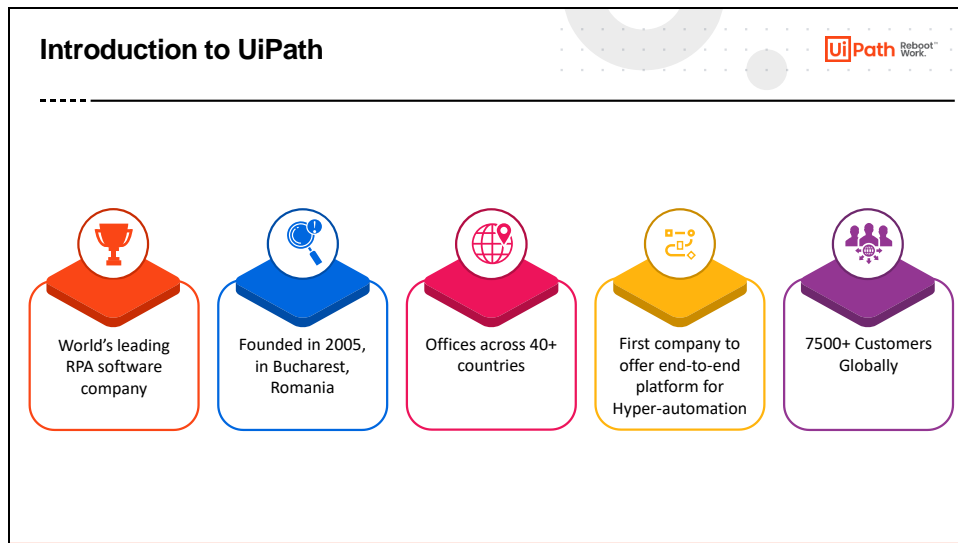 Introduction to UiPath
UiPath Reboot™
Work.
World’s leading
RPA software
company
Founded in 2005,
in Bucharest,
Romania
Offices across 40+
countries
First company to
offer end-to-end
platform for
Hyper-automation
7500+ Customers
Globally